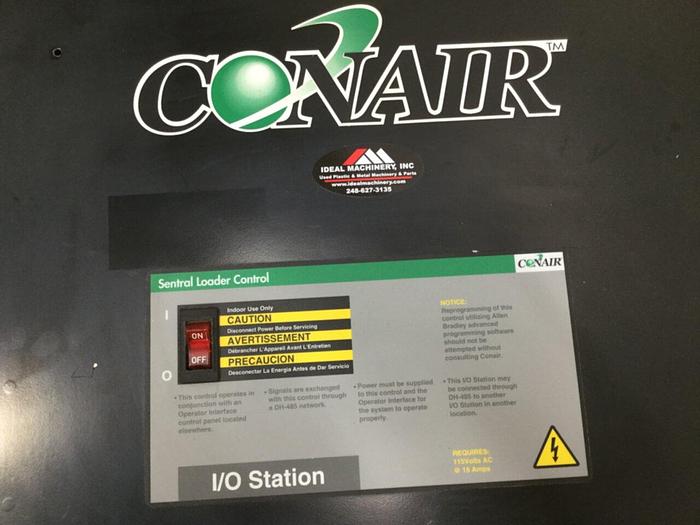 CONAIR™
IDEAL MACHINERY, INC
Used Plastic & Metal Machinery & Parts
www.idealmachinery.com
248-627-3135
CONAIR
Sentral Loader Control
I
O
ON
OFF
Indoor Use Only
CAUTION
Disconnect Power Before Servicing
AVERTISSEMENT
Débrancher L'Appareil Avant L'Entretien
PRECAUCION
Desconectar La Energia Antes de Dar Servicio
NOTICE:
Reprogramming of this
control utilizing Allen
Bradley advanced
programming software
should not be
attempted without
consulting Conair.
• This control operates in
conjunction with an
Operator Interface
control panel located
elsewhere.
• Signals are exchanged
with this control through
a DH-485 network.
• Power must be supplied
to this control and the
Operator Interface for
the system to operate
properly.
• This I/O Station may
be connected through
DH-485 to another
I/O Station in another
location.
REQUIRES:
115Volts AC
@ 15 Amps
I/O Station